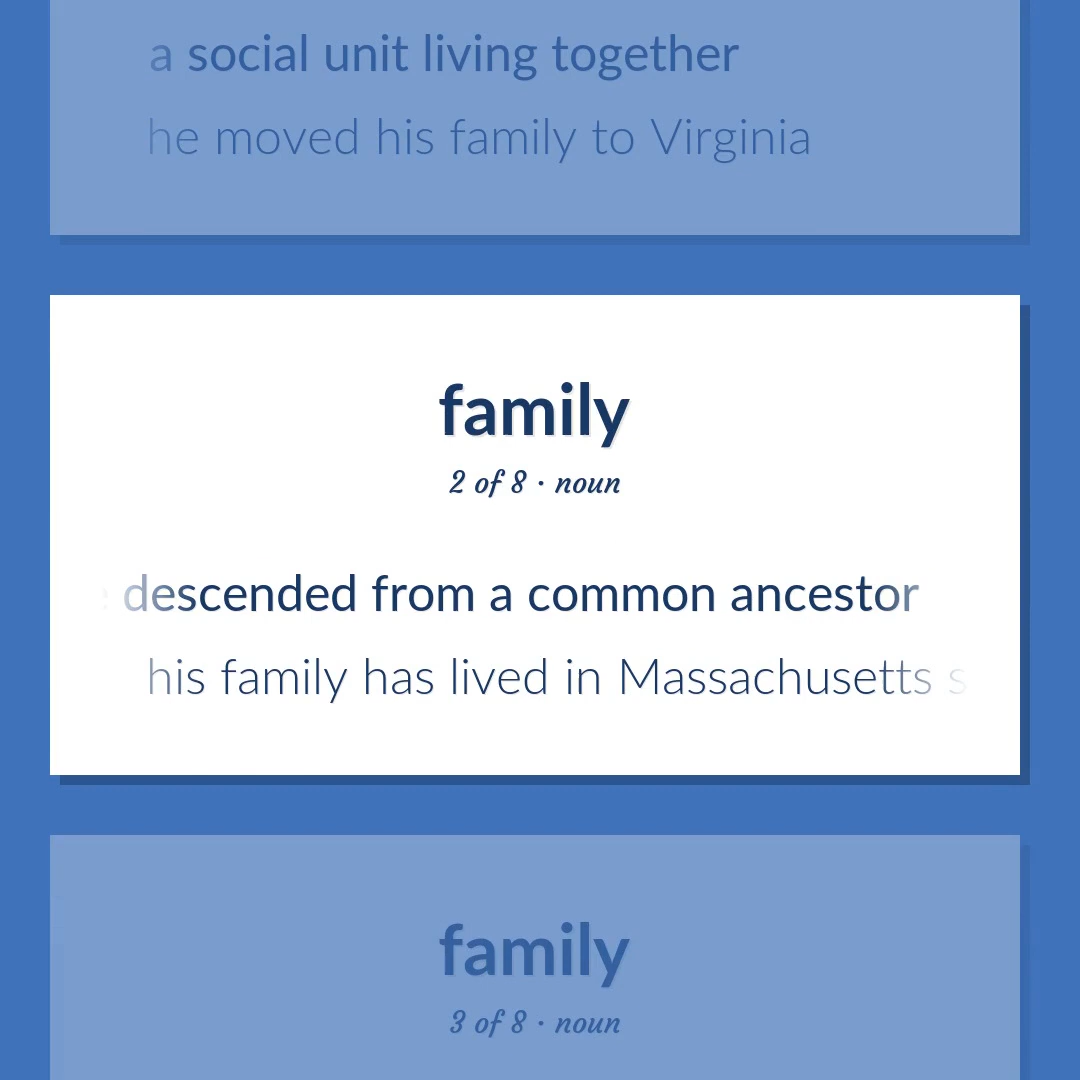 a social unit living together
he moved his family to Virginia
family
2 of 8 · noun
descended from a common ancestor
his family has lived in Massachusetts
family
3 of 8 · noun